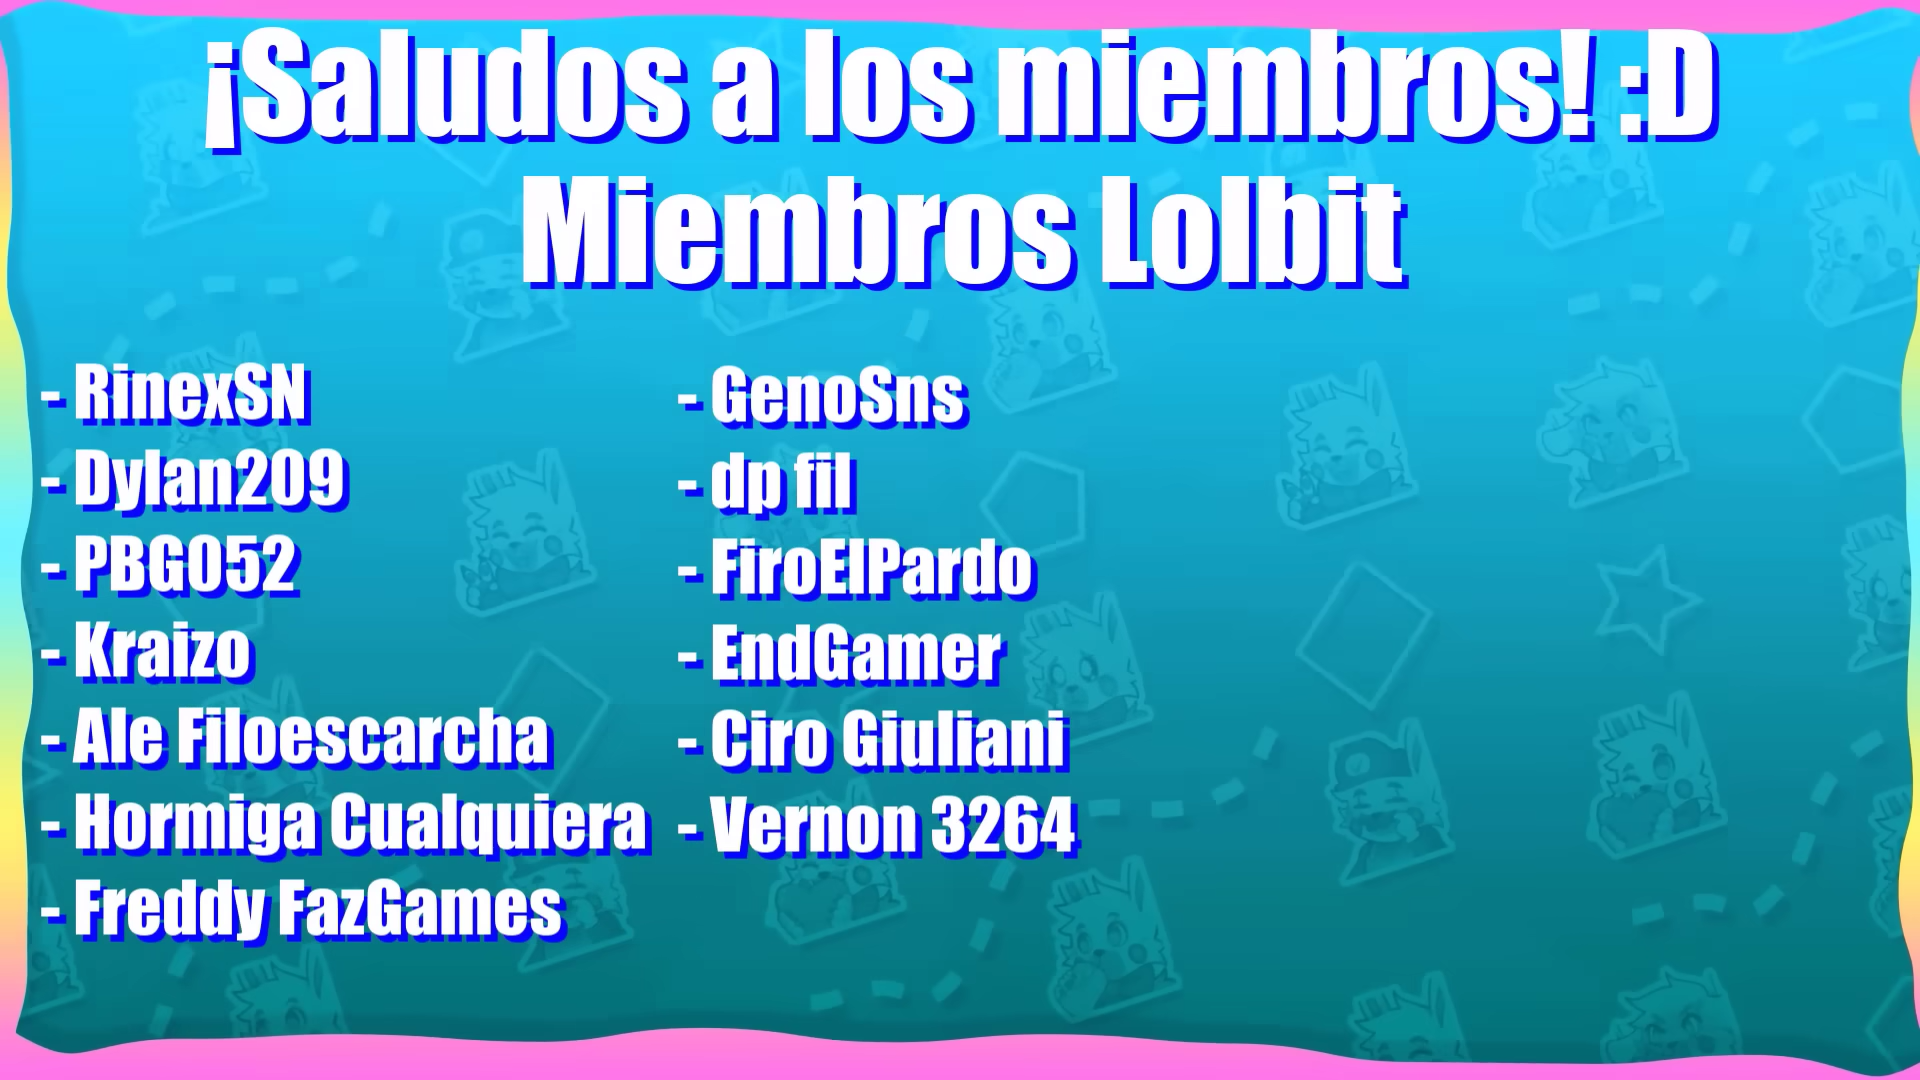 ¡Saludos a los miembros! :D
Miembros Lolbit
- RinexSN
- Dylan209
- PBG052
- Kraizo
- Ale Filoescarcha
- Hormiga Cualquiera
- Freddy FazGames
- GenoSns
- dp fil
- FiroElPardo
- EndGamer
- Ciro Giuliani
- Vernon 3264